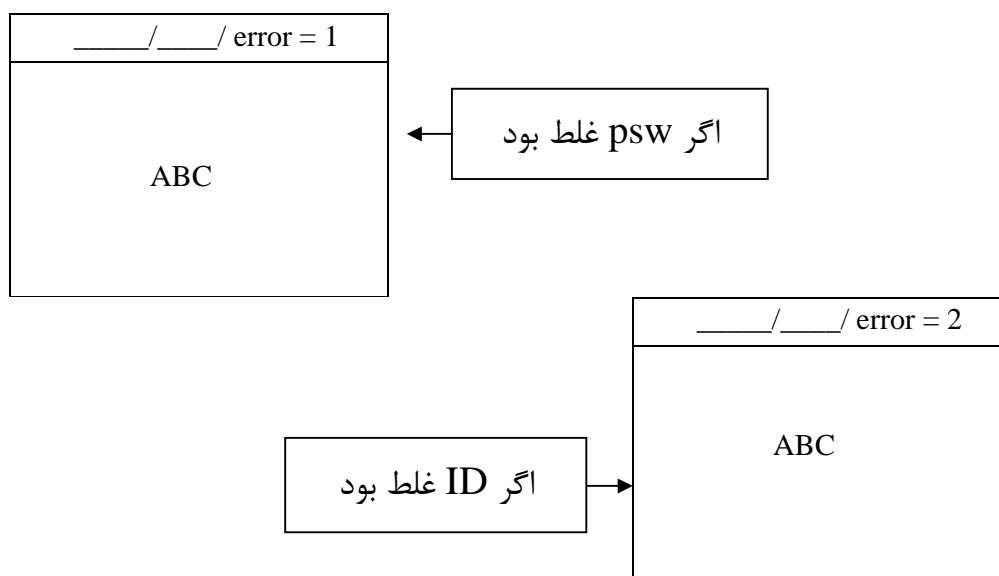 _____/____/ error = 1
اگر psw غلط بود
ABC
_____/____/ error = 2
ABC
اگر ID غلط بود